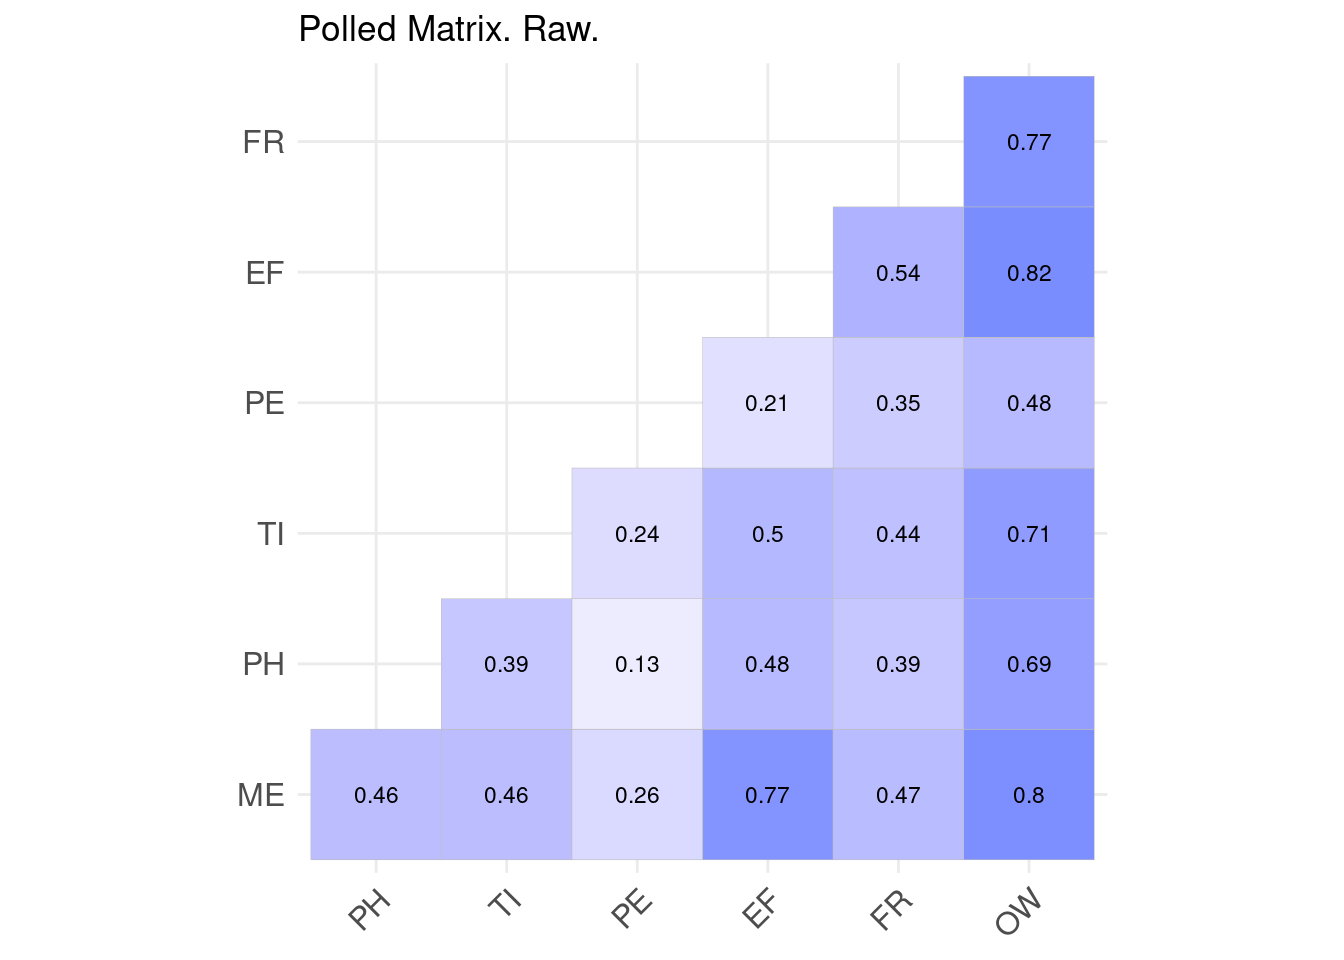 Polled Matrix. Raw.
FR 0.77
EF 0.54 0.82
PE 0.21 0.35 0.48
TI 0.24 0.5 0.44 0.71
PH 0.39 0.13 0.48 0.39 0.69
ME 0.46 0.46 0.26 0.77 0.47 0.8
PH TI PE EF FR OW